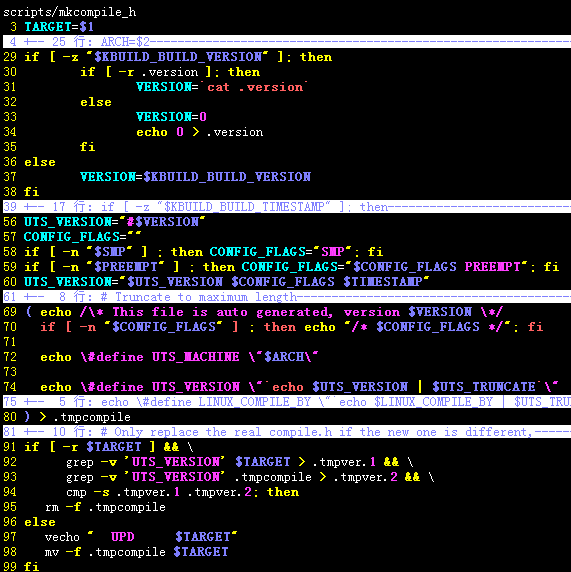 scripts/mkcompile_h
3 TARGET=$1
4 +-- 25 行: ARCH=$2
29 if [ -z "$KBUILD_BUILD_VERSION" ]; then
30 if [ -r .version ]; then
31 VERSION=`cat .version`
32 else
33 VERSION=0
34 echo 0 > .version
35 fi
36 else
37 VERSION=$KBUILD_BUILD_VERSION
38 fi
39 +-- 17 行: if [ -z "$KBUILD_BUILD_TIMESTAMP" ]; then
56 UTS_VERSION="#$VERSION"
57 CONFIG_FLAGS=""
58 if [ -n "$SMP" ] ; then CONFIG_FLAGS="SMP"; fi
59 if [ -n "$PREEMPT" ] ; then CONFIG_FLAGS="$CONFIG_FLAGS PREEMPT"; fi
60 UTS_VERSION="$UTS_VERSION $CONFIG_FLAGS $TIMESTAMP"
61 +-- 8 行: # Truncate to maximum length
69 ( echo /\* This file is auto generated, version $VERSION \*/
70 if [ -n "$CONFIG_FLAGS" ] ; then echo "/* $CONFIG_FLAGS */"; fi
71
72 echo \#define UTS_MACHINE \"$ARCH\"
73
74 echo \#define UTS_VERSION \"`echo $UTS_VERSION | $UTS_TRUNCATE`\"
75 +-- 5 行: echo \#define LINUX_COMPILE_BY \"`echo $LINUX_COMPILE_BY | $UTS_TRU
80 ) > .tmpcompile
81 +-- 10 行: # Only replace the real compile.h if the new one is different,
91 if [ -r $TARGET ] && \
92 grep -v 'UTS_VERSION' $TARGET > .tmpver.1 && \
93 grep -v 'UTS_VERSION' .tmpcompile > .tmpver.2 && \
94 cmp -s .tmpver.1 .tmpver.2; then
95 rm -f .tmpcompile
96 else
97 vecho " UPD $TARGET"
98 mv -f .tmpcompile $TARGET
99 fi